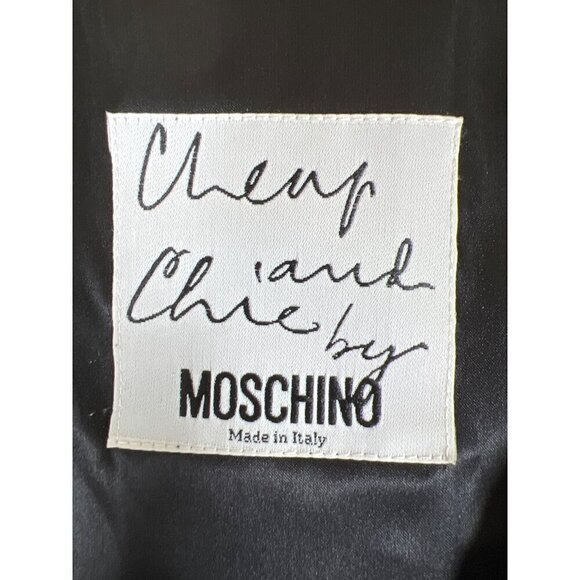 Cheap
and
Chic by
MOSCHINO
Made in Italy